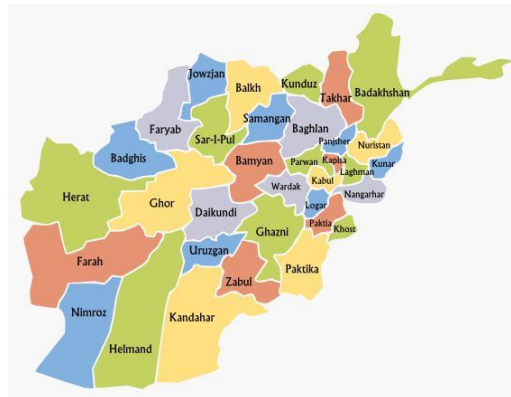 Jowzjan
Balkh
Kunduz
Takhar
Badakhshan
Faryab
Samangan
Baghlan
Sar-I-Pul
Panjsher
Nuristan
Badghis
Bamyan
Parwan
Kapisa
Kunar
Laghman
Kabul
Herat
Ghor
Wardak
Nangarhar
Daikundi
Logar
Paktia
Khost
Ghazni
Uruzgan
Farah
Paktika
Zabul
Nimroz
Kandahar
Helmand